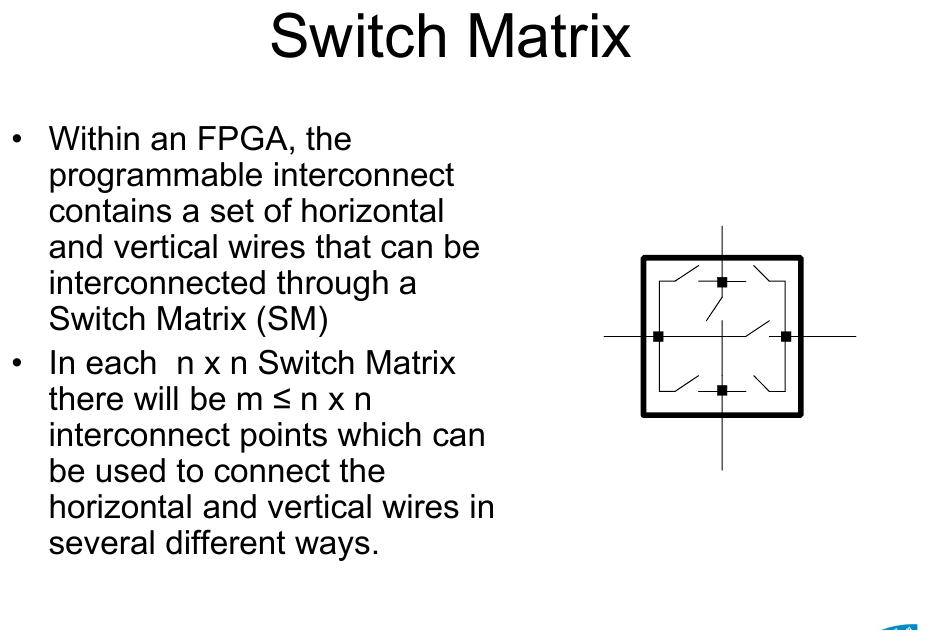 Switch Matrix
• Within an FPGA, the
programmable interconnect
contains a set of horizontal
and vertical wires that can be
interconnected through a
Switch Matrix (SM)
• In each  n x n Switch Matrix
there will be m ≤ n x n
interconnect points which can
be used to connect the
horizontal and vertical wires in
several different ways.